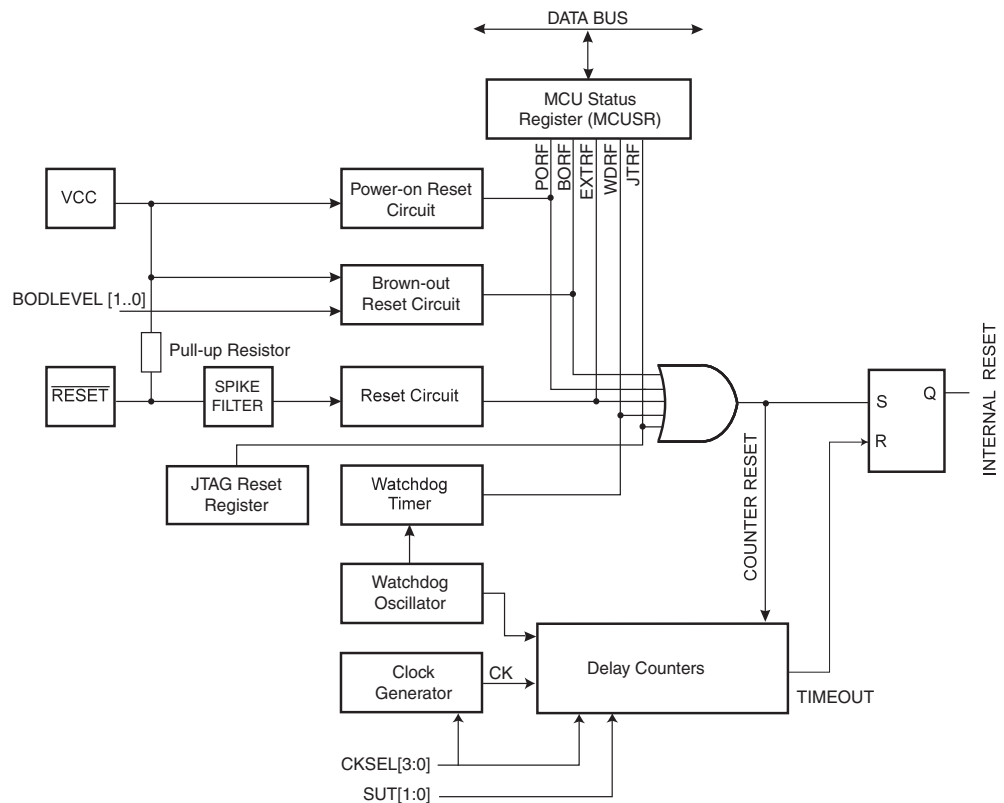 DATA BUS
MCU Status
Register (MCUSR)
PORF
BORF
EXTRF
WDRF
JTRF
VCC
Power-on Reset
Circuit
Brown-out
Reset Circuit
BODLEVEL [1..0]
Pull-up Resistor
RESET
SPIKE
FILTER
Reset Circuit
S
Q
R
INTERNAL RESET
JTAG Reset
Register
Watchdog
Timer
COUNTER RESET
Watchdog
Oscillator
Clock
Generator
CK
Delay Counters
TIMEOUT
CKSEL[3:0]
SUT[1:0]